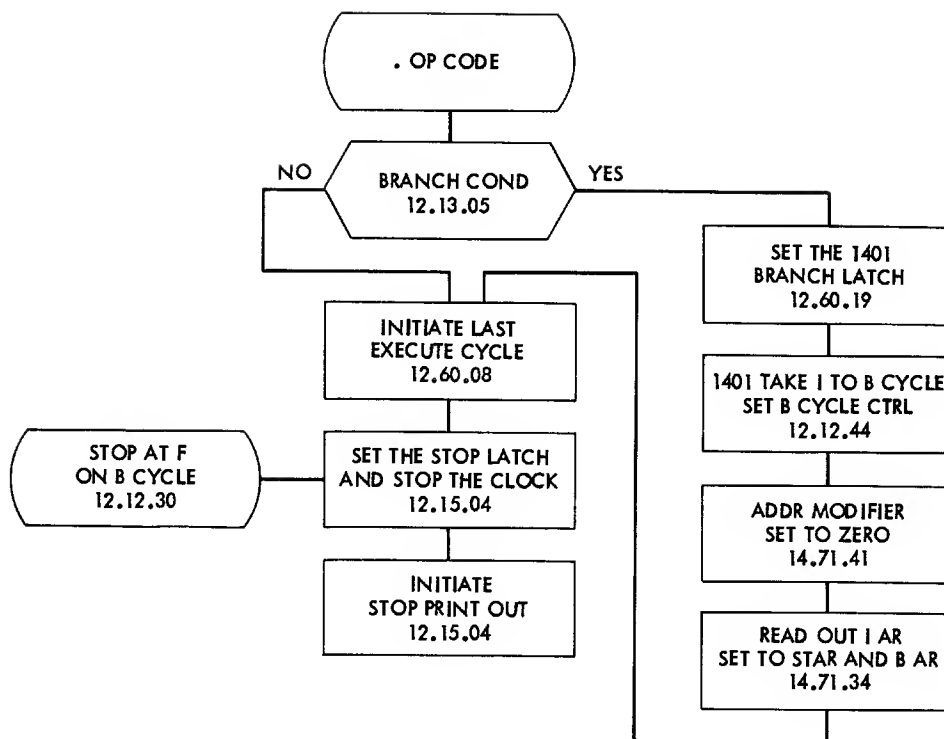 . OP CODE
NO
BRANCH COND
12.13.05
YES
SET THE 1401
BRANCH LATCH
12.60.19
INITIATE LAST
EXECUTE CYCLE
12.60.08
1401 TAKE I TO B CYCLE
SET B CYCLE CTRL
12.12.44
STOP AT F
ON B CYCLE
12.12.30
SET THE STOP LATCH
AND STOP THE CLOCK
12.15.04
ADDR MODIFIER
SET TO ZERO
14.71.41
INITIATE
STOP PRINT OUT
12.15.04
READ OUT I AR
SET TO STAR AND B AR
14.71.34